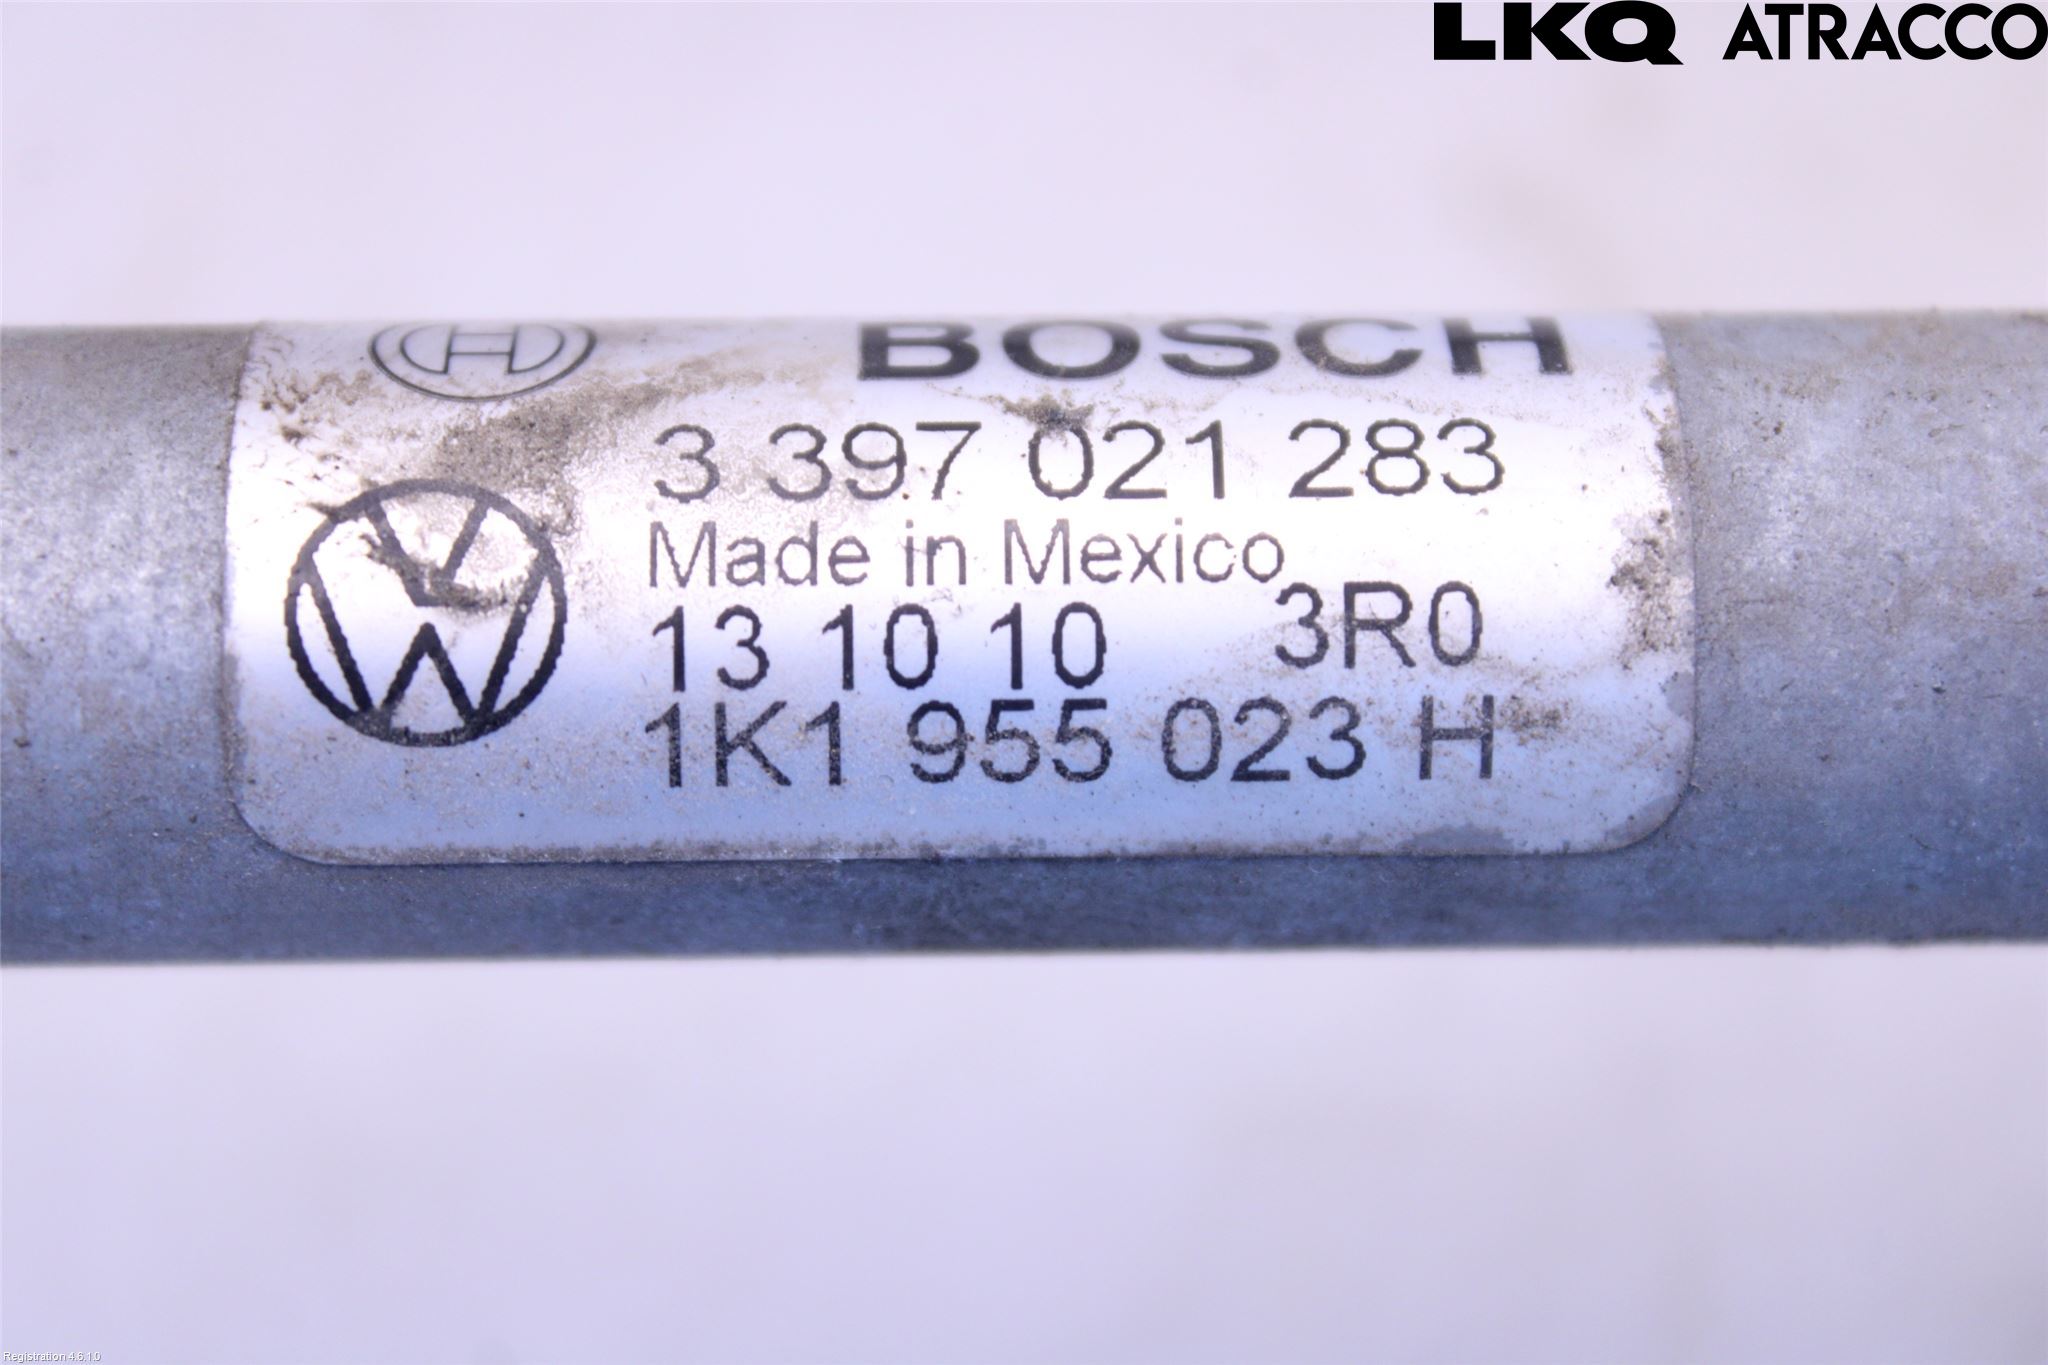 LKQ ATRACCO
BOSCH
3 397 021 283
Made in Mexico
13 10 10 3R0
1K1 955 023 H
Registration 4.6.1.0